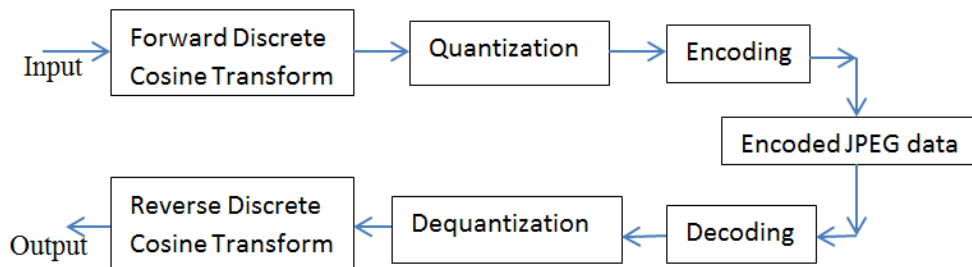 Input
Forward Discrete
Cosine Transform
Quantization
Encoding
Encoded JPEG data
Decoding
Dequantization
Reverse Discrete
Cosine Transform
Output